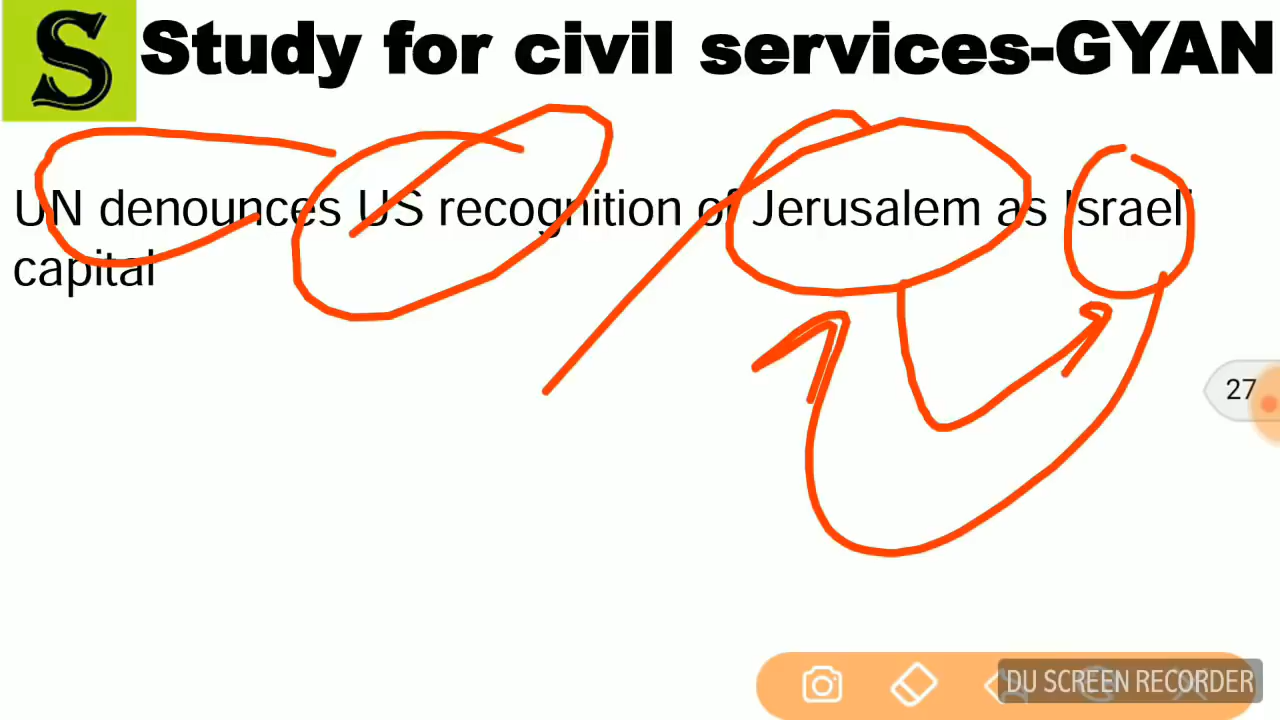 S Study for civil services-GYAN
UN denounces US recognition of Jerusalem as Israeli
capital
27
DU SCREEN RECORDER